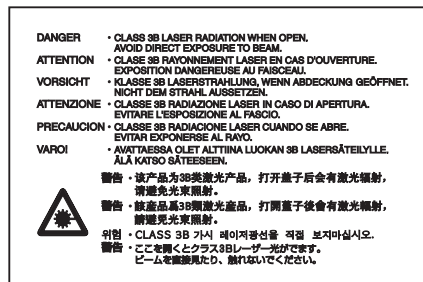 DANGER · CLASS 3B LASER RADIATION WHEN OPEN.
AVOID DIRECT EXPOSURE TO BEAM.
ATTENTION · CLASE 3B RAYONNEMENT LASER EN CAS D'OUVERTURE.
EXPOSITION DANGEREUSE AU FAISCEAU.
VORSICHT · KLASSE 3B LASERSTRAHLUNG, WENN ABDECKUNG GEÖFFNET.
NICHT DEM STRAHL AUSSETZEN.
ATTENZIONE · CLASSE 3B RADIAZIONE LASER IN CASO DI APERTURA.
EVITARE L'ESPOSIZIONE AL FASCIO.
PRECAUCION · CLASSE 3B RADIACIONE LASER CUANDO SE ABRE.
EVITAR EXPONERSE AL RAYO.
VARO! · AVATTAESSA OLET ALTTIINA LUOKAN 3B LASERSÄTEILYLLE.
ÄLÄ KATSO SÄTEESEEN.
警告 · 该产品为3B类激光产品，打开盖子后会有激光辐射，
请避免光束照射。
警告 · 該産品爲3B類激光産品，打開蓋子後會有激光輻射，
請避免光束照射。
위험 · CLASS 3B 가시 레이저광선을 직접 보지마십시오.
警告 · ここを開くとクラス3Bレーザー光がでます。
ビームを直接見たり、触れないでください。